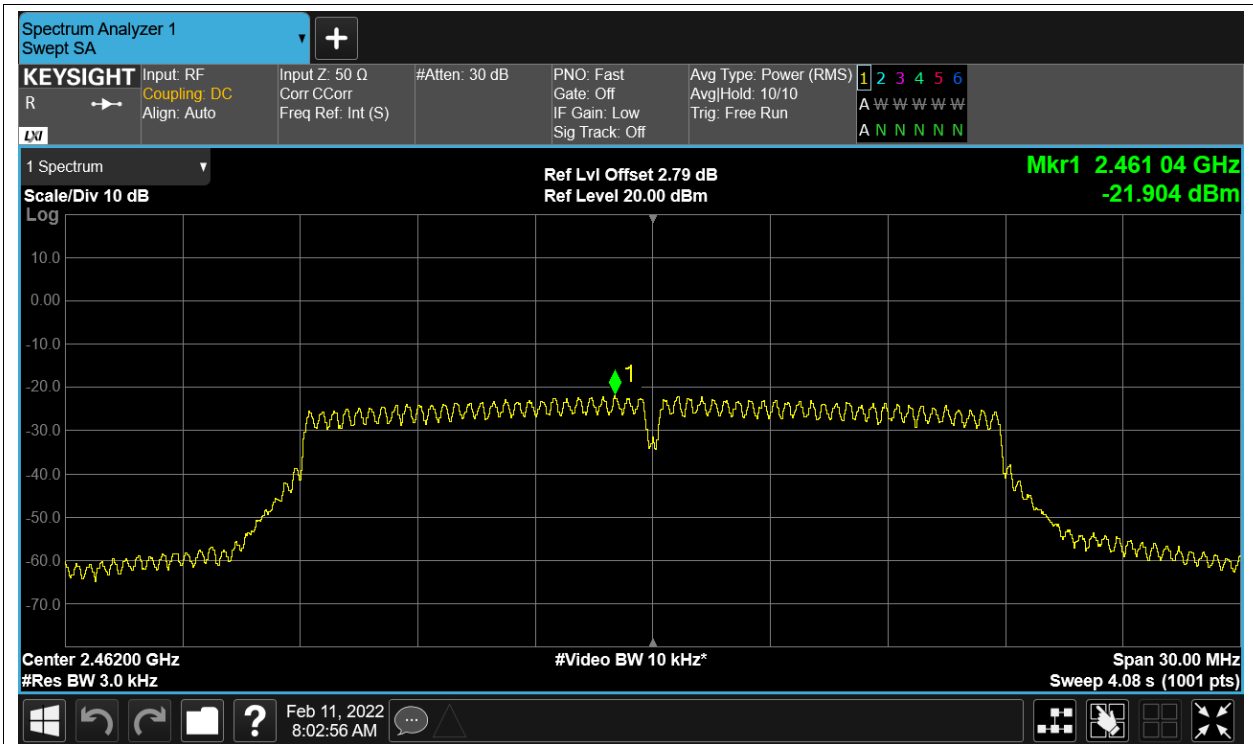 Spectrum Analyzer 1
Swept SA
KEYSIGHT
R
LXI
Input: RF
Coupling: DC
Align: Auto
Input Z: 50 Ω
Corr CCorr
Freq Ref: Int (S)
#Atten: 30 dB
PNO: Fast
Gate: Off
IF Gain: Low
Sig Track: Off
Avg Type: Power (RMS)
Avg|Hold: 10/10
Trig: Free Run
1 2 3 4 5 6
A W W W W W
A N N N N N
1 Spectrum
Scale/Div 10 dB
Log
Ref Lvl Offset 2.79 dB
Ref Level 20.00 dBm
Mkr1 2.461 04 GHz
-21.904 dBm
10.0
0.00
-10.0
-20.0
-30.0
-40.0
-50.0
-60.0
-70.0
1
Center 2.46200 GHz
#Res BW 3.0 kHz
#Video BW 10 kHz*
Span 30.00 MHz
Sweep 4.08 s (1001 pts)
?
Feb 11, 2022
8:02:56 AM